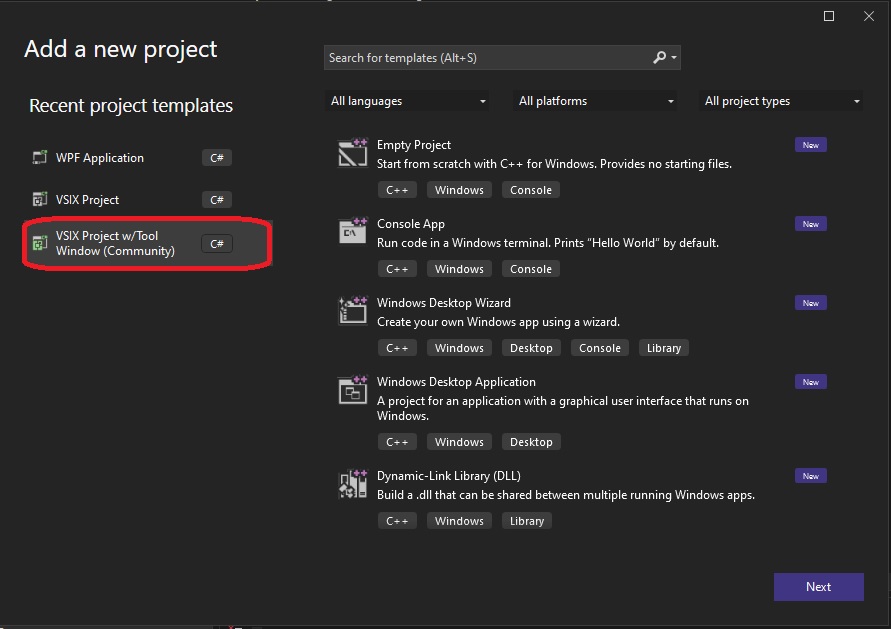 Add a new project
Search for templates (Alt+S)
Recent project templates
All languages
All platforms
All project types
WPF Application
C#
VSIX Project
C#
VSIX Project w/Tool
Window (Community)
C#
Empty Project
New
Start from scratch with C++ for Windows. Provides no starting files.
C++ Windows Console
Console App
New
Run code in a Windows terminal. Prints "Hello World" by default.
C++ Windows Console
Windows Desktop Wizard
New
Create your own Windows app using a wizard.
C++ Windows Desktop Console Library
Windows Desktop Application
New
A project for an application with a graphical user interface that runs on
Windows.
C++ Windows Desktop
Dynamic-Link Library (DLL)
New
Build a .dll that can be shared between multiple running Windows apps.
C++ Windows Library
Next